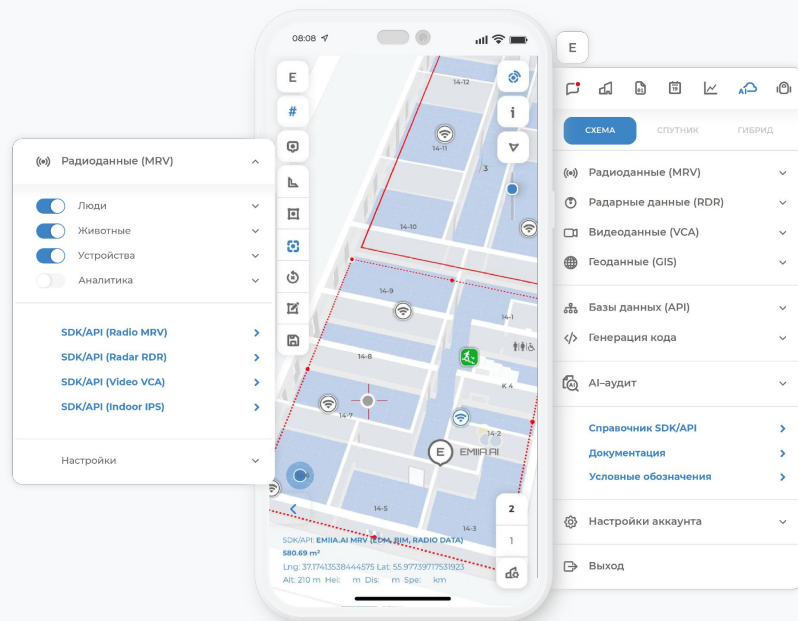 Радиоданные (MRV)
Люди
Животные
Устройства
Аналитика
SDK/API (Radio MRV)
SDK/API (Radar RDR)
SDK/API (Video VCA)
SDK/API (Indoor IPS)
Настройки
08:08
E
#
i
14-12
14-11
3
14-10
14-9
14-1
14-8
K 4
14-7
14-2
E
EMIIA.AI
14-5
14-3
2
1
SDK/API: EMIIA.AI MRV (EDM, BIM, RADIO DATA)
580.69 m²
Lng: 37.17413538444575 Lat: 55.97739717531923
Alt: 210 m Hei: m Dis: m Spe: km
E
01
19
AI
СХЕМА
СПУТНИК
ГИБРИД
Радиоданные (MRV)
Радарные данные (RDR)
Видеоданные (VCA)
Геоданные (GIS)
Базы данных (API)
Генерация кода
AI
AI–аудит
Справочник SDK/API
Документация
Условные обозначения
Настройки аккаунта
Выход